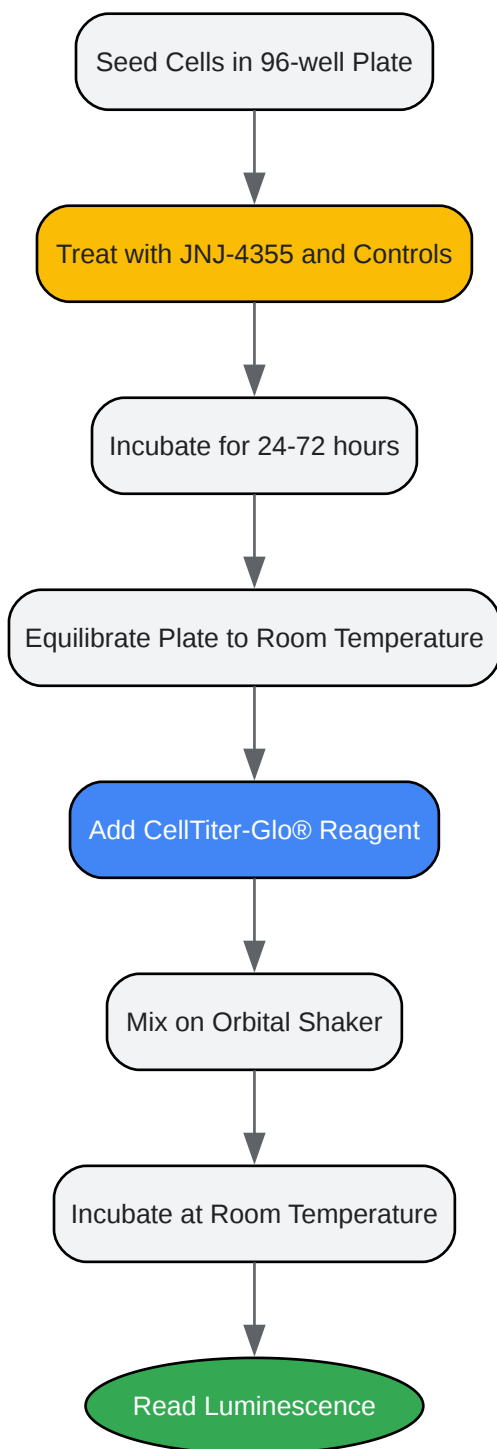 Seed Cells in 96-well Plate
Treat with JNJ-4355 and Controls
Incubate for 24-72 hours
Equilibrate Plate to Room Temperature
Add CellTiter-Glo® Reagent
Mix on Orbital Shaker
Incubate at Room Temperature
Read Luminescence